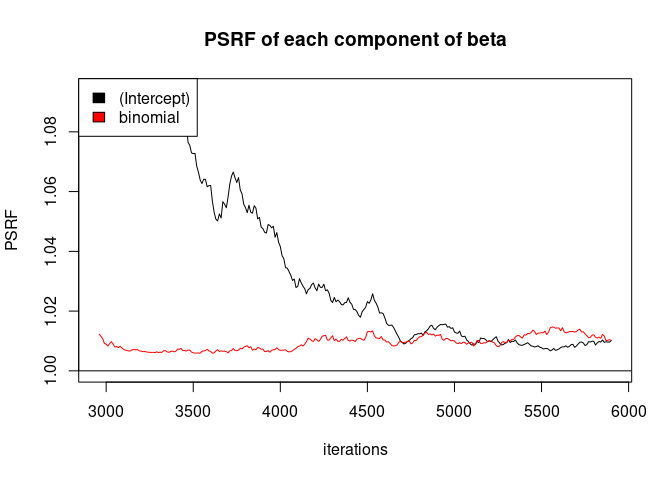 PSRF of each component of beta
(Intercept)
binomial
PSRF
1.08
1.06
1.04
1.02
1.00
3000 3500 4000 4500 5000 5500 6000
iterations